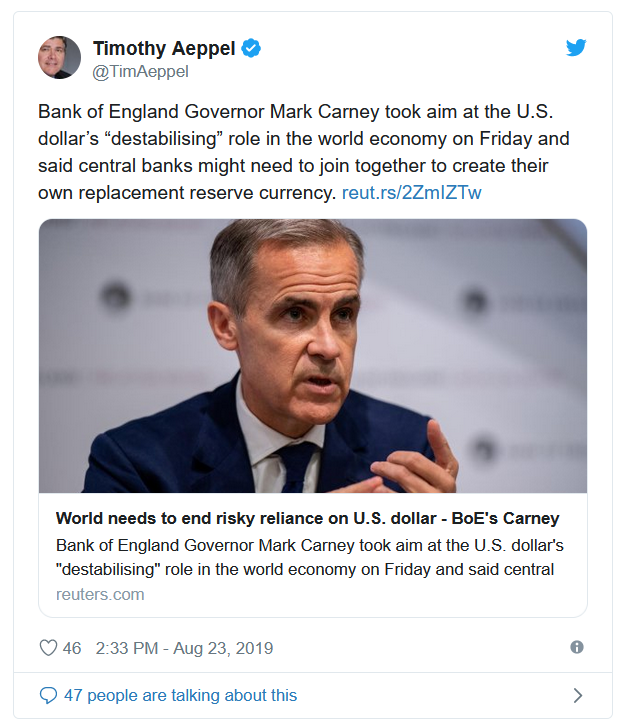 Timothy Aeppel
@TimAeppel
Bank of England Governor Mark Carney took aim at the U.S.
dollar’s “destabilising” role in the world economy on Friday and
said central banks might need to join together to create their
own replacement reserve currency. reut.rs/2ZmIZTw
World needs to end risky reliance on U.S. dollar - BoE's Carney
Bank of England Governor Mark Carney took aim at the U.S. dollar's
"destabilising" role in the world economy on Friday and said central
reuters.com
46 2:33 PM - Aug 23, 2019
47 people are talking about this